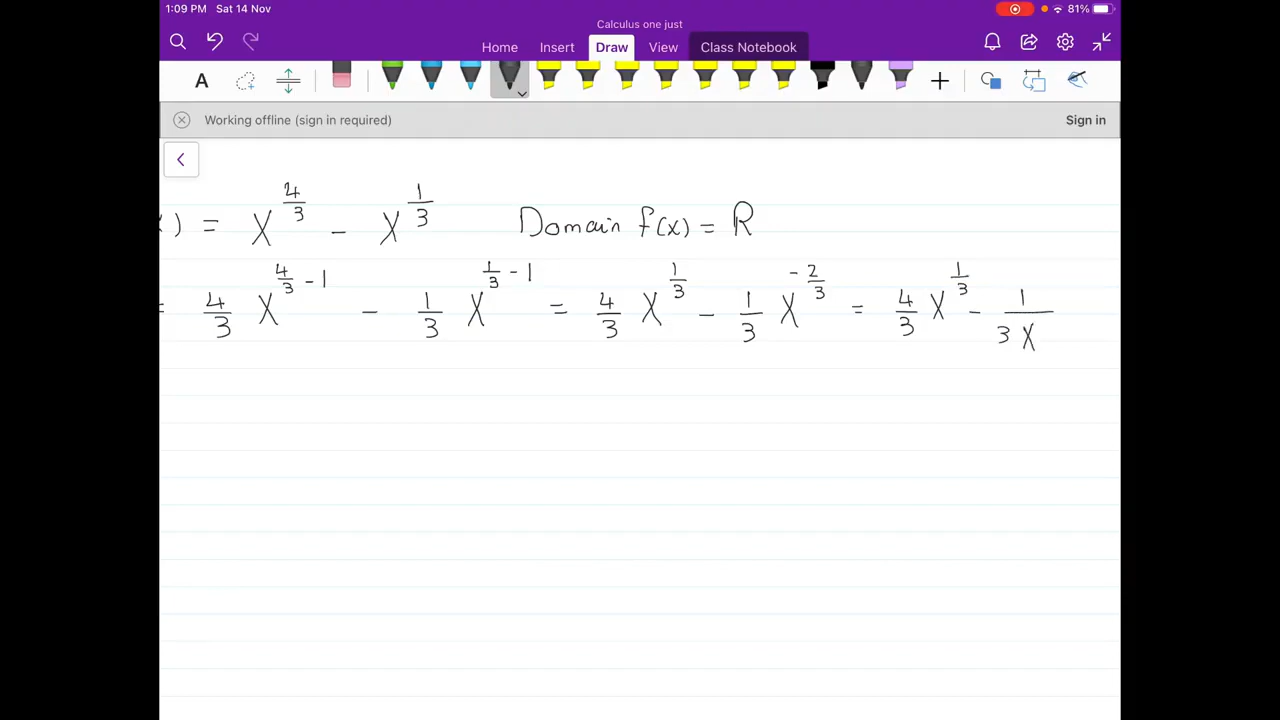 1:09 PM Sat 14 Nov 81%
Calculus one just
Home Insert Draw View Class Notebook
A
Working offline (sign in required) Sign in
) = X^(4/3) - X^(1/3) Domain f(x) = R
= 4/3 X^(4/3 - 1) - 1/3 X^(1/3 - 1) = 4/3 X^(1/3) - 1/3 X^(-2/3) = 4/3 X^(1/3) - 1/(3X)